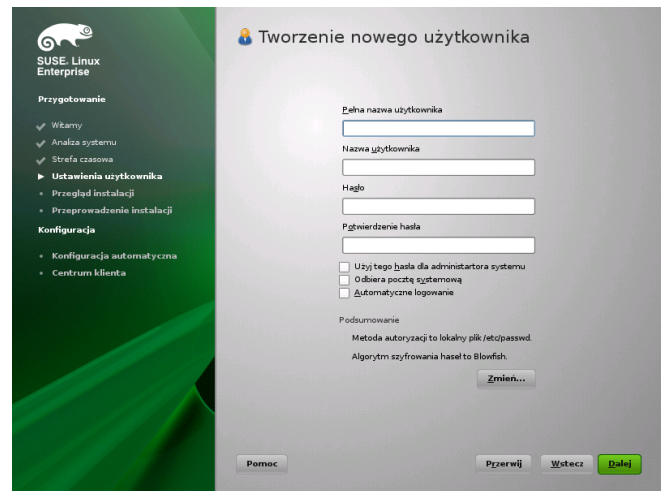 SUSE. Linux
Enterprise
Przygotowanie
Witamy
Analiza systemu
Strefa czasowa
Ustawienia użytkownika
Przegląd instalacji
Przeprowadzenie instalacji
Konfiguracja
Konfiguracja automatyczna
Centrum klienta
Tworzenie nowego użytkownika
Pełna nazwa użytkownika
Nazwa użytkownika
Hasło
Potwierdzenie hasła
Użyj tego hasła dla administartora systemu
Odbiera pocztę systemową
Automatyczne logowanie
Podsumowanie
Metoda autoryzacji to lokalny plik /etc/passwd.
Algorytm szyfrowania haseł to Blowfish.
Zmień...
Pomoc
Przerwij
Wstecz
Dalej